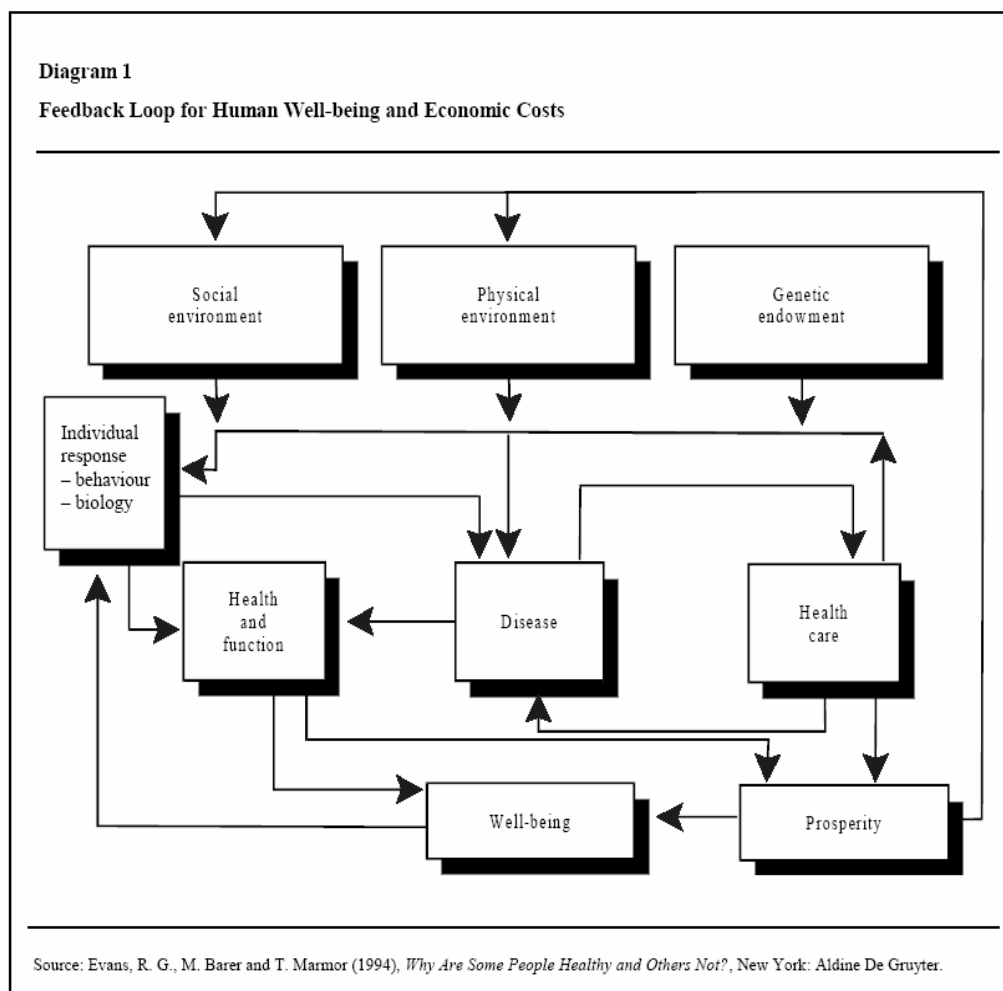 Diagram 1
Feedback Loop for Human Well-being and Economic Costs
Social
environment
Physical
environment
Genetic
endowment
Individual
response
– behaviour
– biology
Health
and
function
Disease
Health
care
Well-being
Prosperity
Source: Evans, R. G., M. Barer and T. Marmor (1994), Why Are Some People Healthy and Others Not?, New York: Aldine De Gruyter.